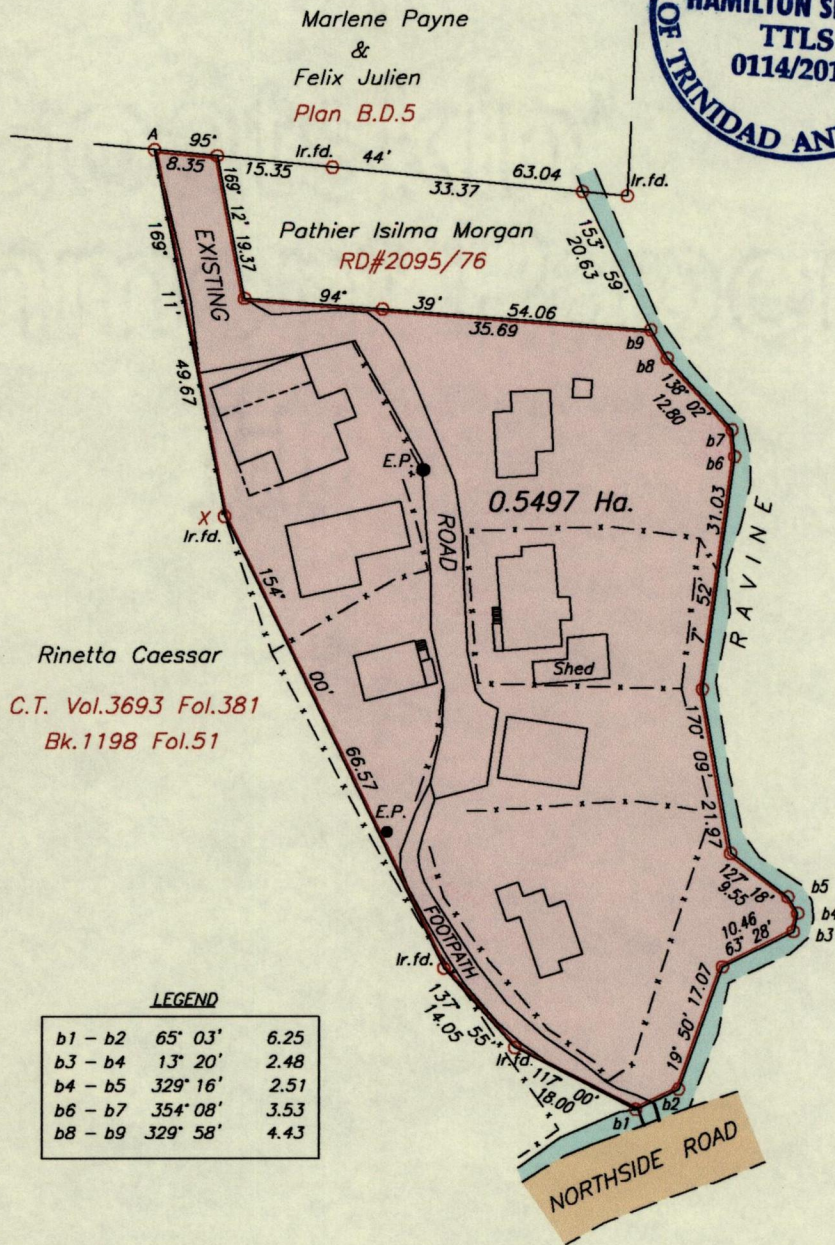 Marlene Payne
&
Felix Julien
Plan B.D.5
TTLS
OF TRINIDAD
A
95°
8.35
15.35
Ir.fd.
44'
33.37
63.04
Ir.fd.
169° 12' 19.37
153° 59'
20.63
Pathier Isilma Morgan
RD#2095/76
169° 11' 49.67
EXISTING
94° 39' 54.06
35.69
b9
b8
138° 02'
12.80
b7
b6
E.P.
0.5497 Ha.
ROAD
7° 52' 31.03
RAVINE
X
Ir.fd.
154° 00' 66.57
Shed
Rinetta Caessar
C.T. Vol.3693 Fol.381
Bk.1198 Fol.51
170° 09' 21.97
E.P.
127° 18'
9.55
b5
b4
b3
10.46
63° 28'
FOOTPATH
Ir.fd.
137° 55'
14.05
19° 50' 17.07
Ir.fd.
117° 00'
18.00
b1
b2
NORTHSIDE ROAD
LEGEND
b1 - b2 65° 03' 6.25
b3 - b4 13° 20' 2.48
b4 - b5 329° 16' 2.51
b6 - b7 354° 08' 3.53
b8 - b9 329° 58' 4.43